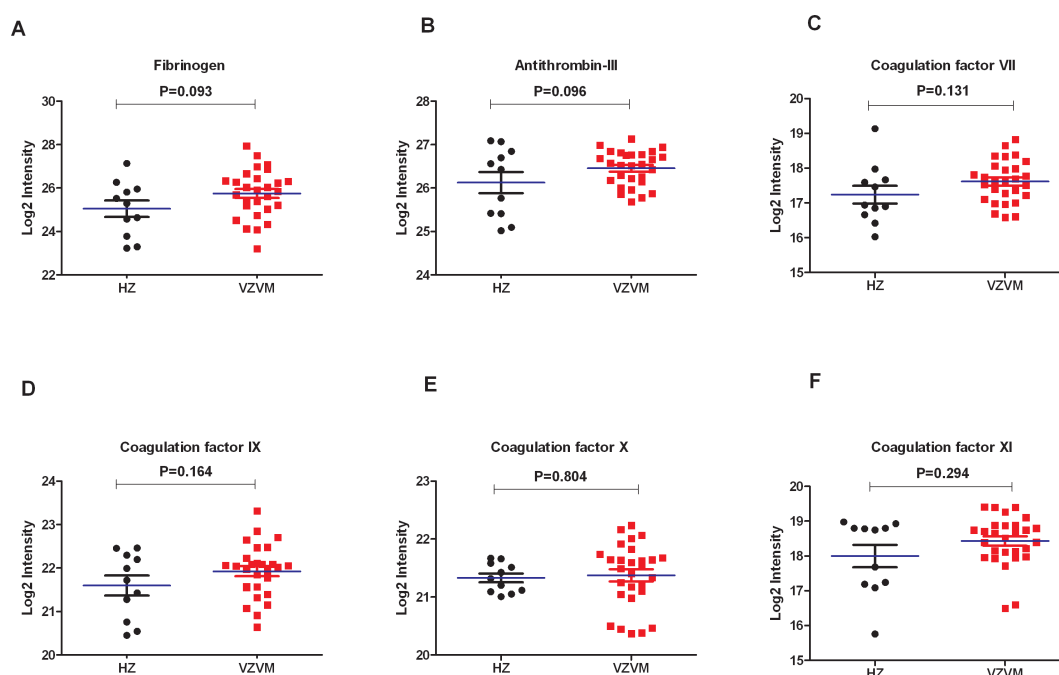 A
Fibrinogen
P=0.093
Log2 Intensity
30
28
26
24
22
HZ
VZVM
B
Antithrombin-III
P=0.096
Log2 Intensity
28
27
26
25
24
HZ
VZVM
C
Coagulation factor VII
P=0.131
Log2 Intensity
20
19
18
17
16
15
HZ
VZVM
D
Coagulation factor IX
P=0.164
Log2 Intensity
24
23
22
21
20
HZ
VZVM
E
Coagulation factor X
P=0.804
Log2 Intensity
23
22
21
20
HZ
VZVM
F
Coagulation factor XI
P=0.294
Log2 Intensity
20
19
18
17
16
15
HZ
VZVM